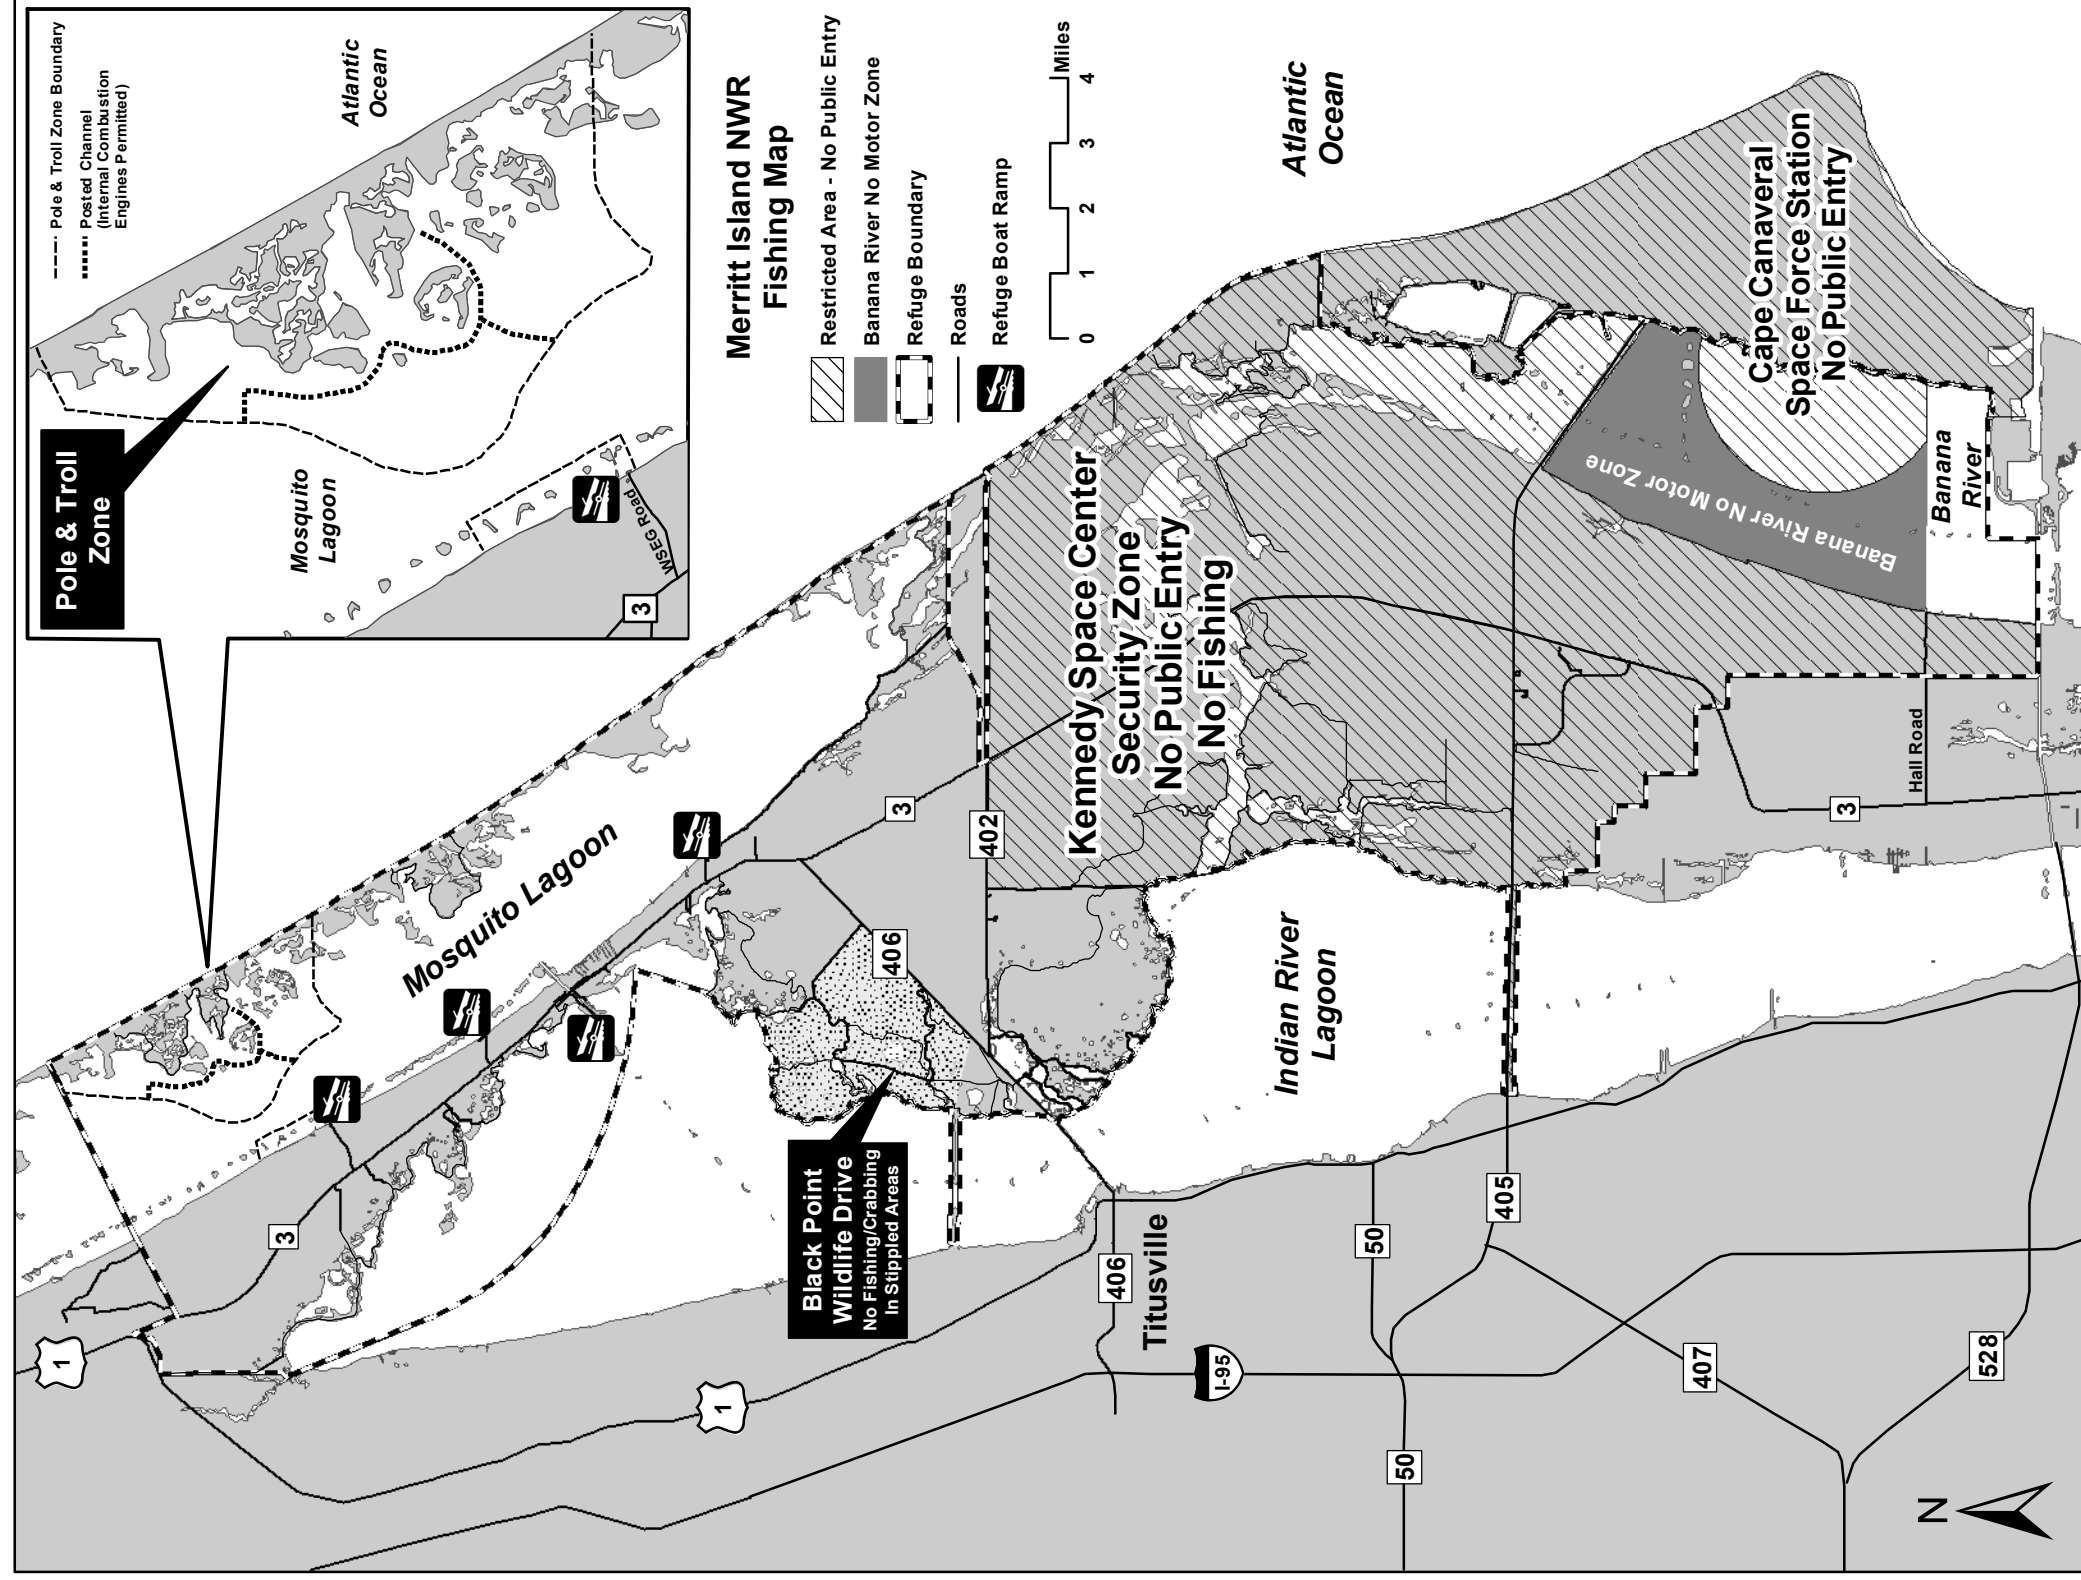 Pole & Troll Zone Boundary
Posted Channel
(Internal Combustion
Engines Permitted)
Atlantic
Ocean
Pole & Troll
Zone
Mosquito
Lagoon
WSEG Road
3
Merritt Island NWR
Fishing Map
Restricted Area - No Public Entry
Banana River No Motor Zone
Refuge Boundary
Roads
Refuge Boat Ramp
0 1 2 3 4
Miles
Atlantic
Ocean
Mosquito Lagoon
Kennedy Space Center
Security Zone
No Public Entry
No Fishing
Cape Canaveral
Space Force Station
No Public Entry
Banana River No Motor Zone
Banana
River
Indian River
Lagoon
Black Point
Wildlife Drive
No Fishing/Crabbing
In Stippled Areas
Titusville
Hall Road
1
3
3
402
406
406
1
I-95
50
50
405
407
528
3
N